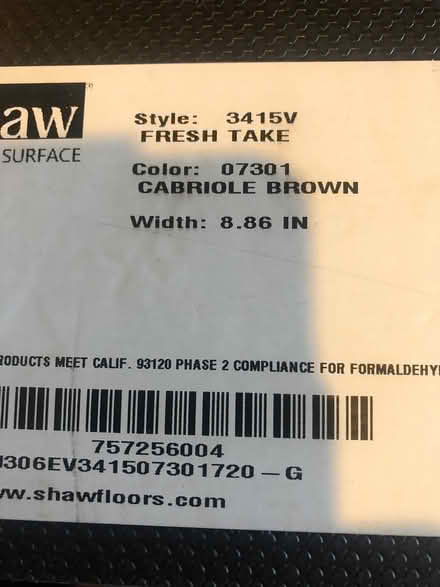 aw
SURFACE
Style: 3415V
FRESH TAKE
Color: 07301
CABRIOLE BROWN
Width: 8.86 IN
RODUCTS MEET CALIF. 93120 PHASE 2 COMPLIANCE FOR FORMALDEHY
757256004
J306EV341507301720-G
ww.shawfloors.com